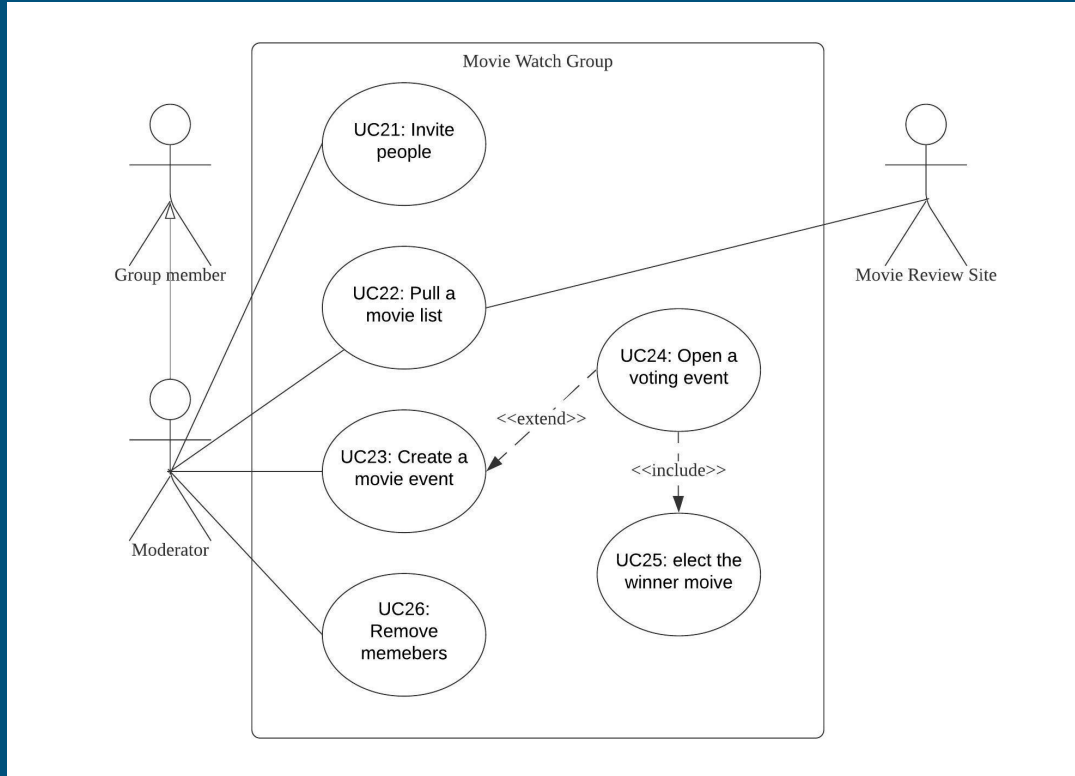 Movie Watch Group
UC21: Invite
people
Group member
UC22: Pull a
movie list
Movie Review Site
UC24: Open a
voting event
<<extend>>
UC23: Create a
movie event
<<include>>
Moderator
UC25: elect the
winner moive
UC26:
Remove
memebers